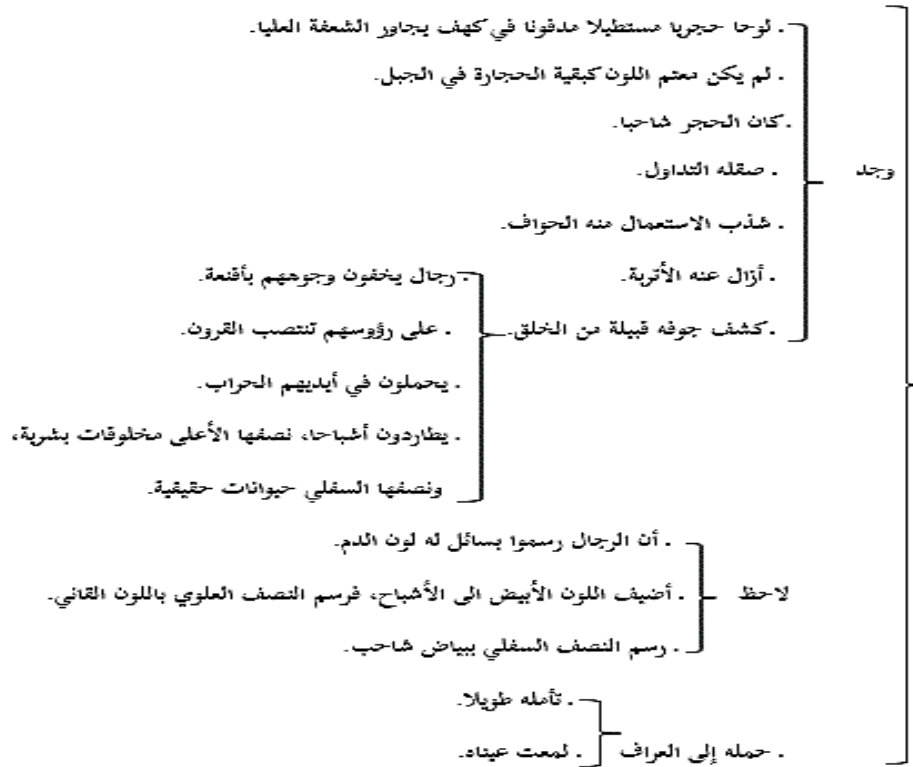 . لوحا حجريا مستطيلا مدفونا في كهف يجاور الشعفة العليا.
. لم يكن معتم اللون كبقية الحجارة في الجبل.
. كان الحجر شاحبا.
وجد
. صقله التداول.
. شذب الاستعمال منه الحواف.
. أزال عنه الأتربة.
. كشف جوفه قبيلة من الخلق.
. رجال يخفون وجوههم بأقنعة.
. على رؤوسهم تنتصب القرون.
. يحملون في أيديهم الحراب.
. يطاردون أشباحا، نصفها الأعلى مخلوقات بشرية،
ونصفها السفلي حيوانات حقيقية.
لاحظ
. أن الرجال رسموا بسائل له لون الدم.
. أضيف اللون الأبيض الى الأشباح، فرسم النصف العلوي باللون القاني.
. رسم النصف السفلي ببياض شاحب.
. حمله إلى العراف
. تأمله طويلا.
. لمعت عيناه.